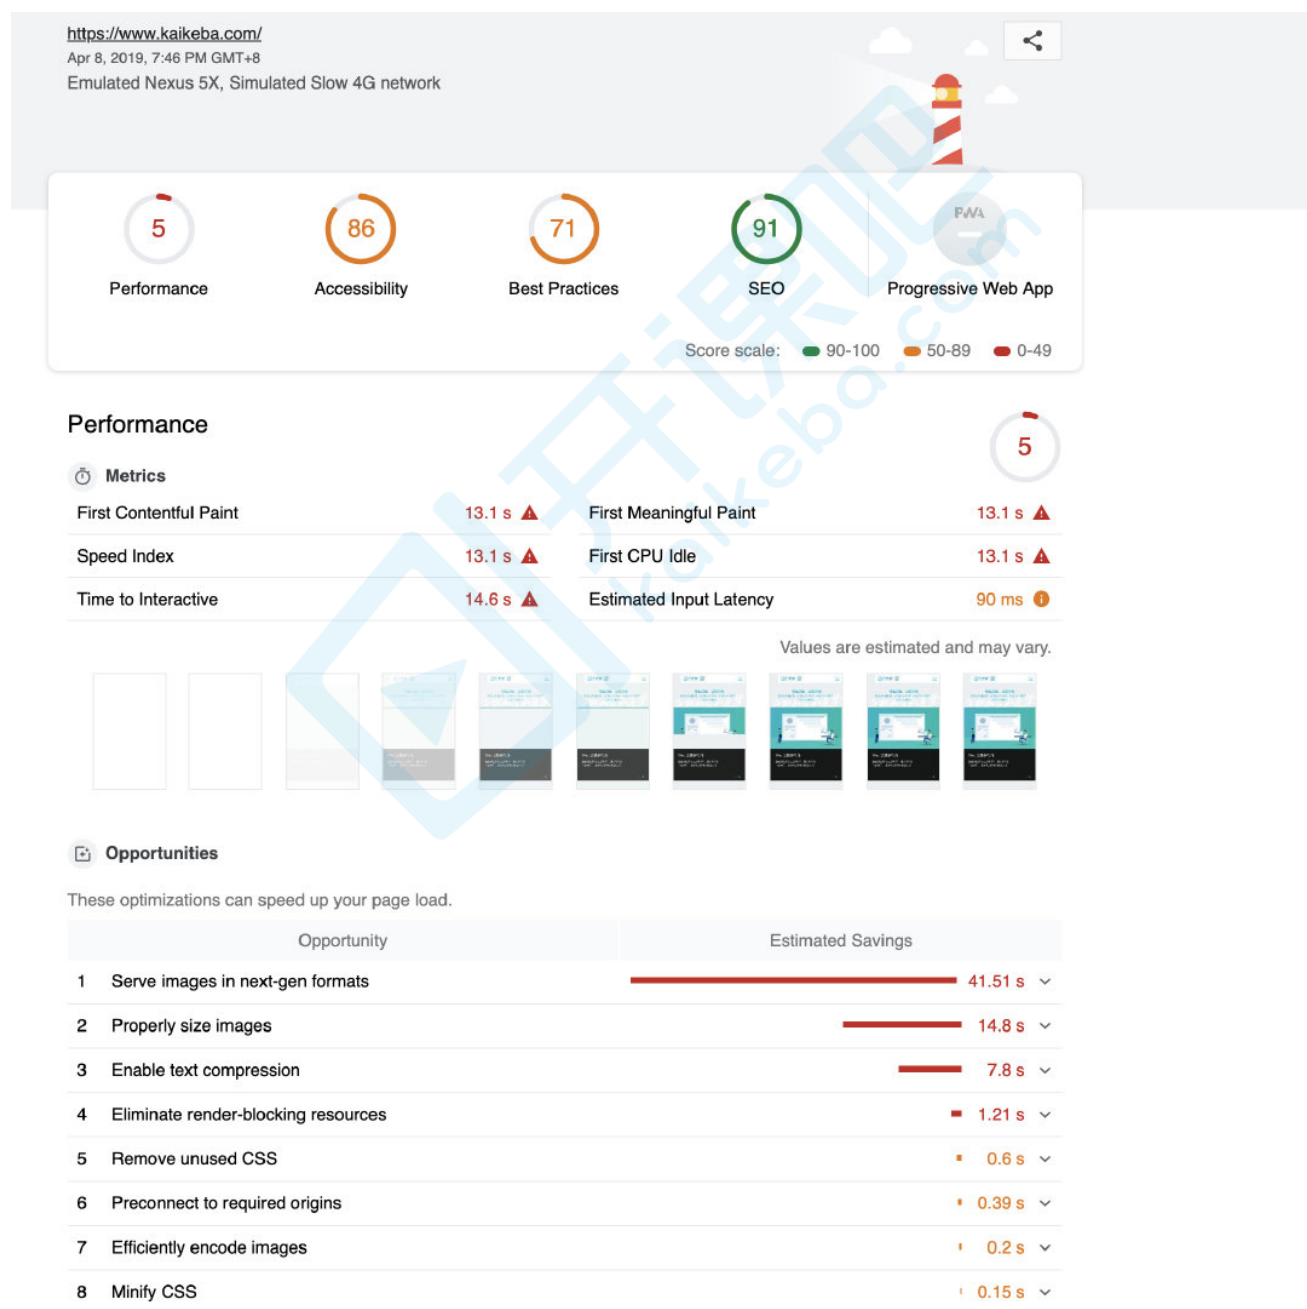 https://www.kaikeba.com/
Apr 8, 2019, 7:46 PM GMT+8
Emulated Nexus 5X, Simulated Slow 4G network
5 86 71 91 PWA
Performance Accessibility Best Practices SEO Progressive Web App
Score scale: 90-100 50-89 0-49
Performance
5
Metrics
First Contentful Paint 13.1 s First Meaningful Paint 13.1 s
Speed Index 13.1 s First CPU Idle 13.1 s
Time to Interactive 14.6 s Estimated Input Latency 90 ms
Values are estimated and may vary.
Opportunities
These optimizations can speed up your page load.
Opportunity Estimated Savings
1 Serve images in next-gen formats 41.51 s
2 Properly size images 14.8 s
3 Enable text compression 7.8 s
4 Eliminate render-blocking resources 1.21 s
5 Remove unused CSS 0.6 s
6 Preconnect to required origins 0.39 s
7 Efficiently encode images 0.2 s
8 Minify CSS 0.15 s
开课吧
kaikeba.com